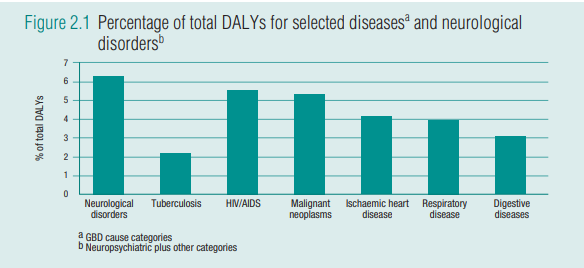 Figure 2.1 Percentage of total DALYs for selected diseasesᵃ and neurological
disordersᵇ
7
6
5
4
3
2
1
0
% of total DALYs
Neurological disorders
Tuberculosis
HIV/AIDS
Malignant neoplasms
Ischaemic heart disease
Respiratory disease
Digestive diseases
ᵃ GBD cause categories
ᵇ Neuropsychiatric plus other categories